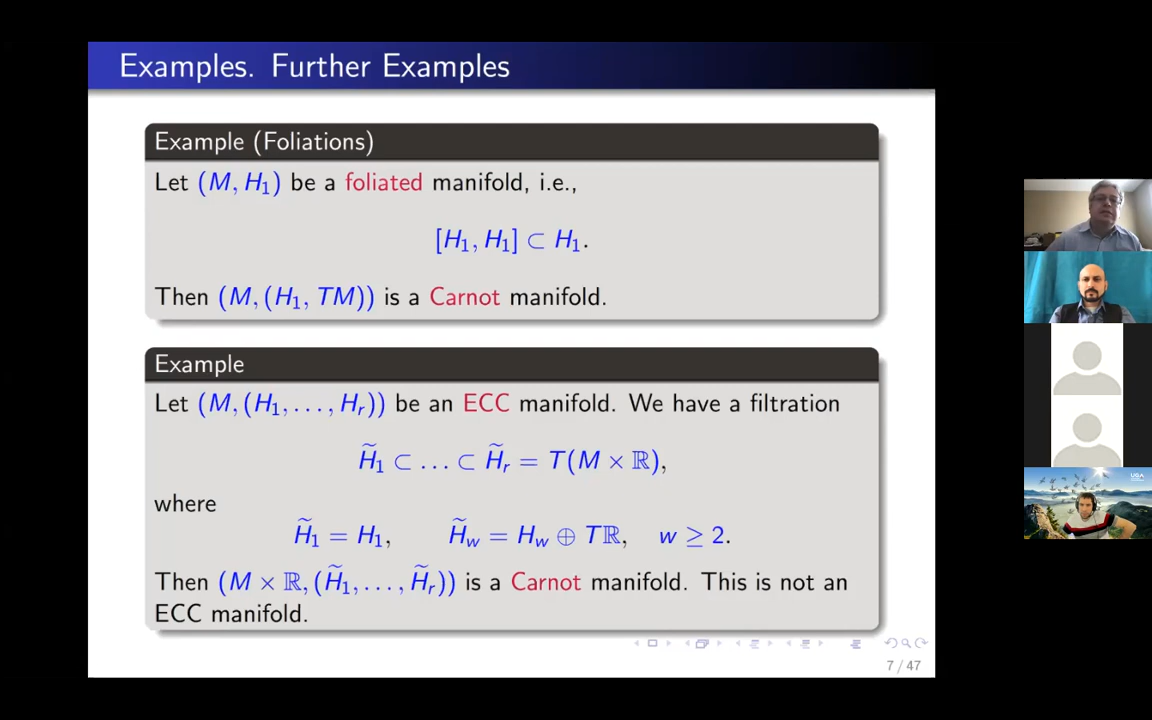 Examples. Further Examples
Example (Foliations)
Let (M, H₁) be a foliated manifold, i.e.,
[H₁, H₁] ⊂ H₁.
Then (M, (H₁, TM)) is a Carnot manifold.
Example
Let (M, (H₁, . . . , Hᵣ)) be an ECC manifold. We have a filtration
H̃₁ ⊂ . . . ⊂ H̃ᵣ = T(M × ℝ),
where
H̃₁ = H₁, H̃_w = H_w ⊕ Tℝ, w ≥ 2.
Then (M × ℝ, (H̃₁, . . . , H̃ᵣ)) is a Carnot manifold. This is not an
ECC manifold.
7 / 47
UGA